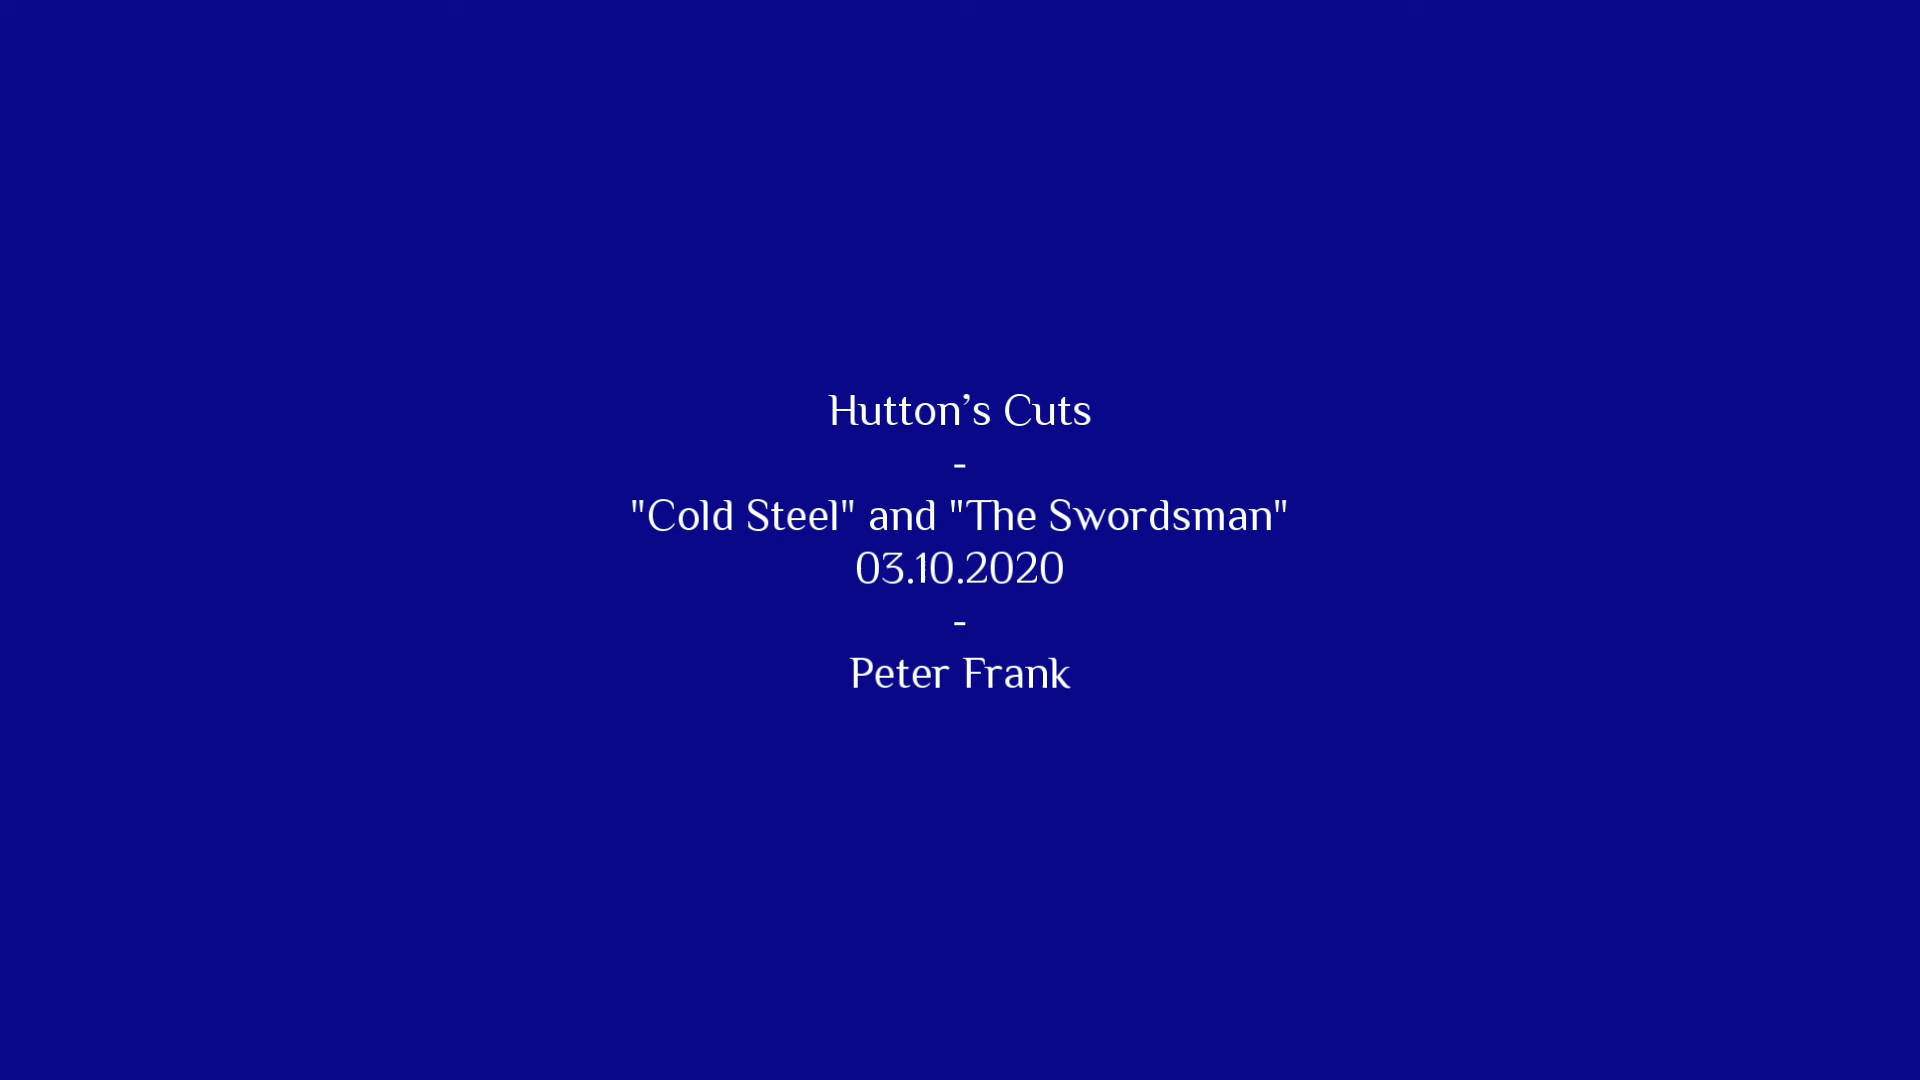 Hutton’s Cuts
-
"Cold Steel" and "The Swordsman"
03.10.2020
-
Peter Frank